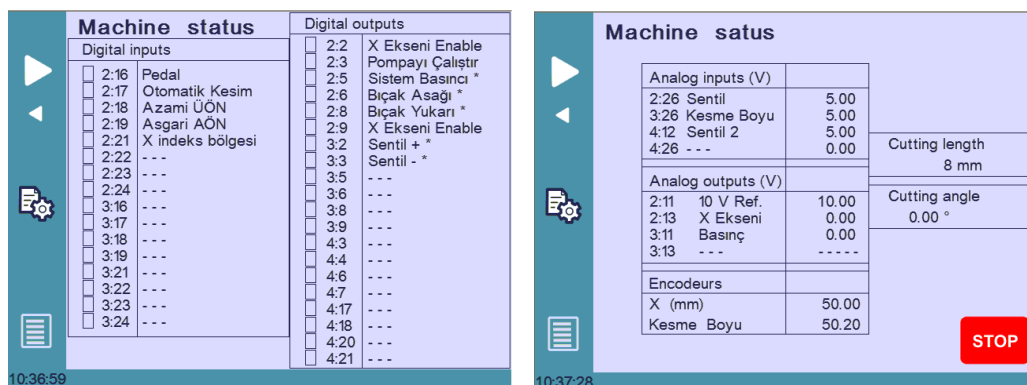 Machine status
Digital inputs
2:16 Pedal
2:17 Otomatik Kesim
2:18 Azami ÜÖN
2:19 Asgari AÖN
2:21 X indeks bölgesi
2:22 - - -
2:23 - - -
2:24 - - -
3:16 - - -
3:17 - - -
3:18 - - -
3:19 - - -
3:21 - - -
3:22 - - -
3:23 - - -
3:24 - - -
Digital outputs
2:2 X Ekseni Enable
2:3 Pompayı Çalıştır
2:5 Sistem Basıncı *
2:6 Bıçak Asağı *
2:8 Bıçak Yukarı *
2:9 X Ekseni Enable
3:2 Sentil + *
3:3 Sentil - *
3:5 - - -
3:6 - - -
3:8 - - -
3:9 - - -
4:3 - - -
4:4 - - -
4:6 - - -
4:7 - - -
4:17 - - -
4:18 - - -
4:20 - - -
4:21 - - -
10:36:59
Machine satus
Analog inputs (V)
2:26 Sentil 5.00
3:26 Kesme Boyu 5.00
4:12 Sentil 2 5.00
4:26 - - - 0.00
Analog outputs (V)
2:11 10 V Ref. 10.00
2:13 X Ekseni 0.00
3:11 Basınç 0.00
3:13 - - - - - - - -
Encodeurs
X (mm) 50.00
Kesme Boyu 50.20
Cutting length
8 mm
Cutting angle
0.00 °
STOP
10:37:28